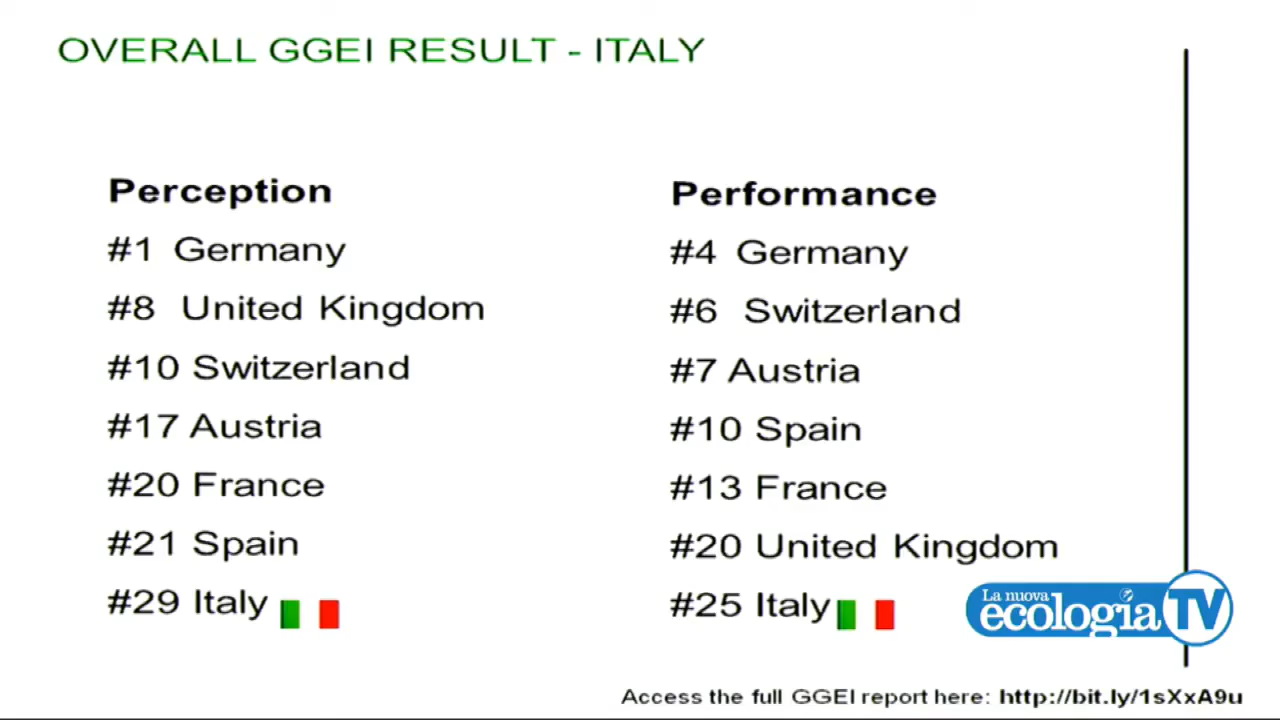 OVERALL GGEI RESULT - ITALY
Perception
#1 Germany
#8 United Kingdom
#10 Switzerland
#17 Austria
#20 France
#21 Spain
#29 Italy
Performance
#4 Germany
#6 Switzerland
#7 Austria
#10 Spain
#13 France
#20 United Kingdom
#25 Italy
La nuova
ecologia TV
Access the full GGEI report here: http://bit.ly/1sXxA9u